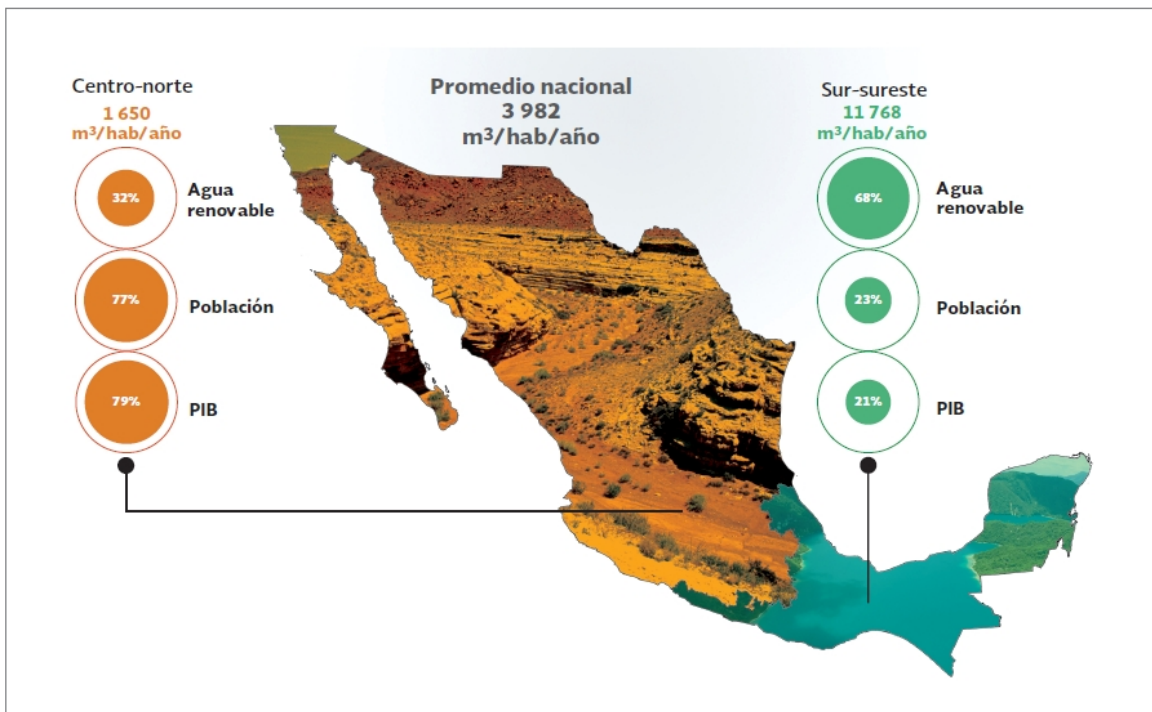 Centro-norte
1 650
m³/hab/año
32%
Agua
renovable
77%
Población
79%
PIB
Promedio nacional
3 982
m³/hab/año
Sur-sureste
11 768
m³/hab/año
68%
Agua
renovable
23%
Población
21%
PIB